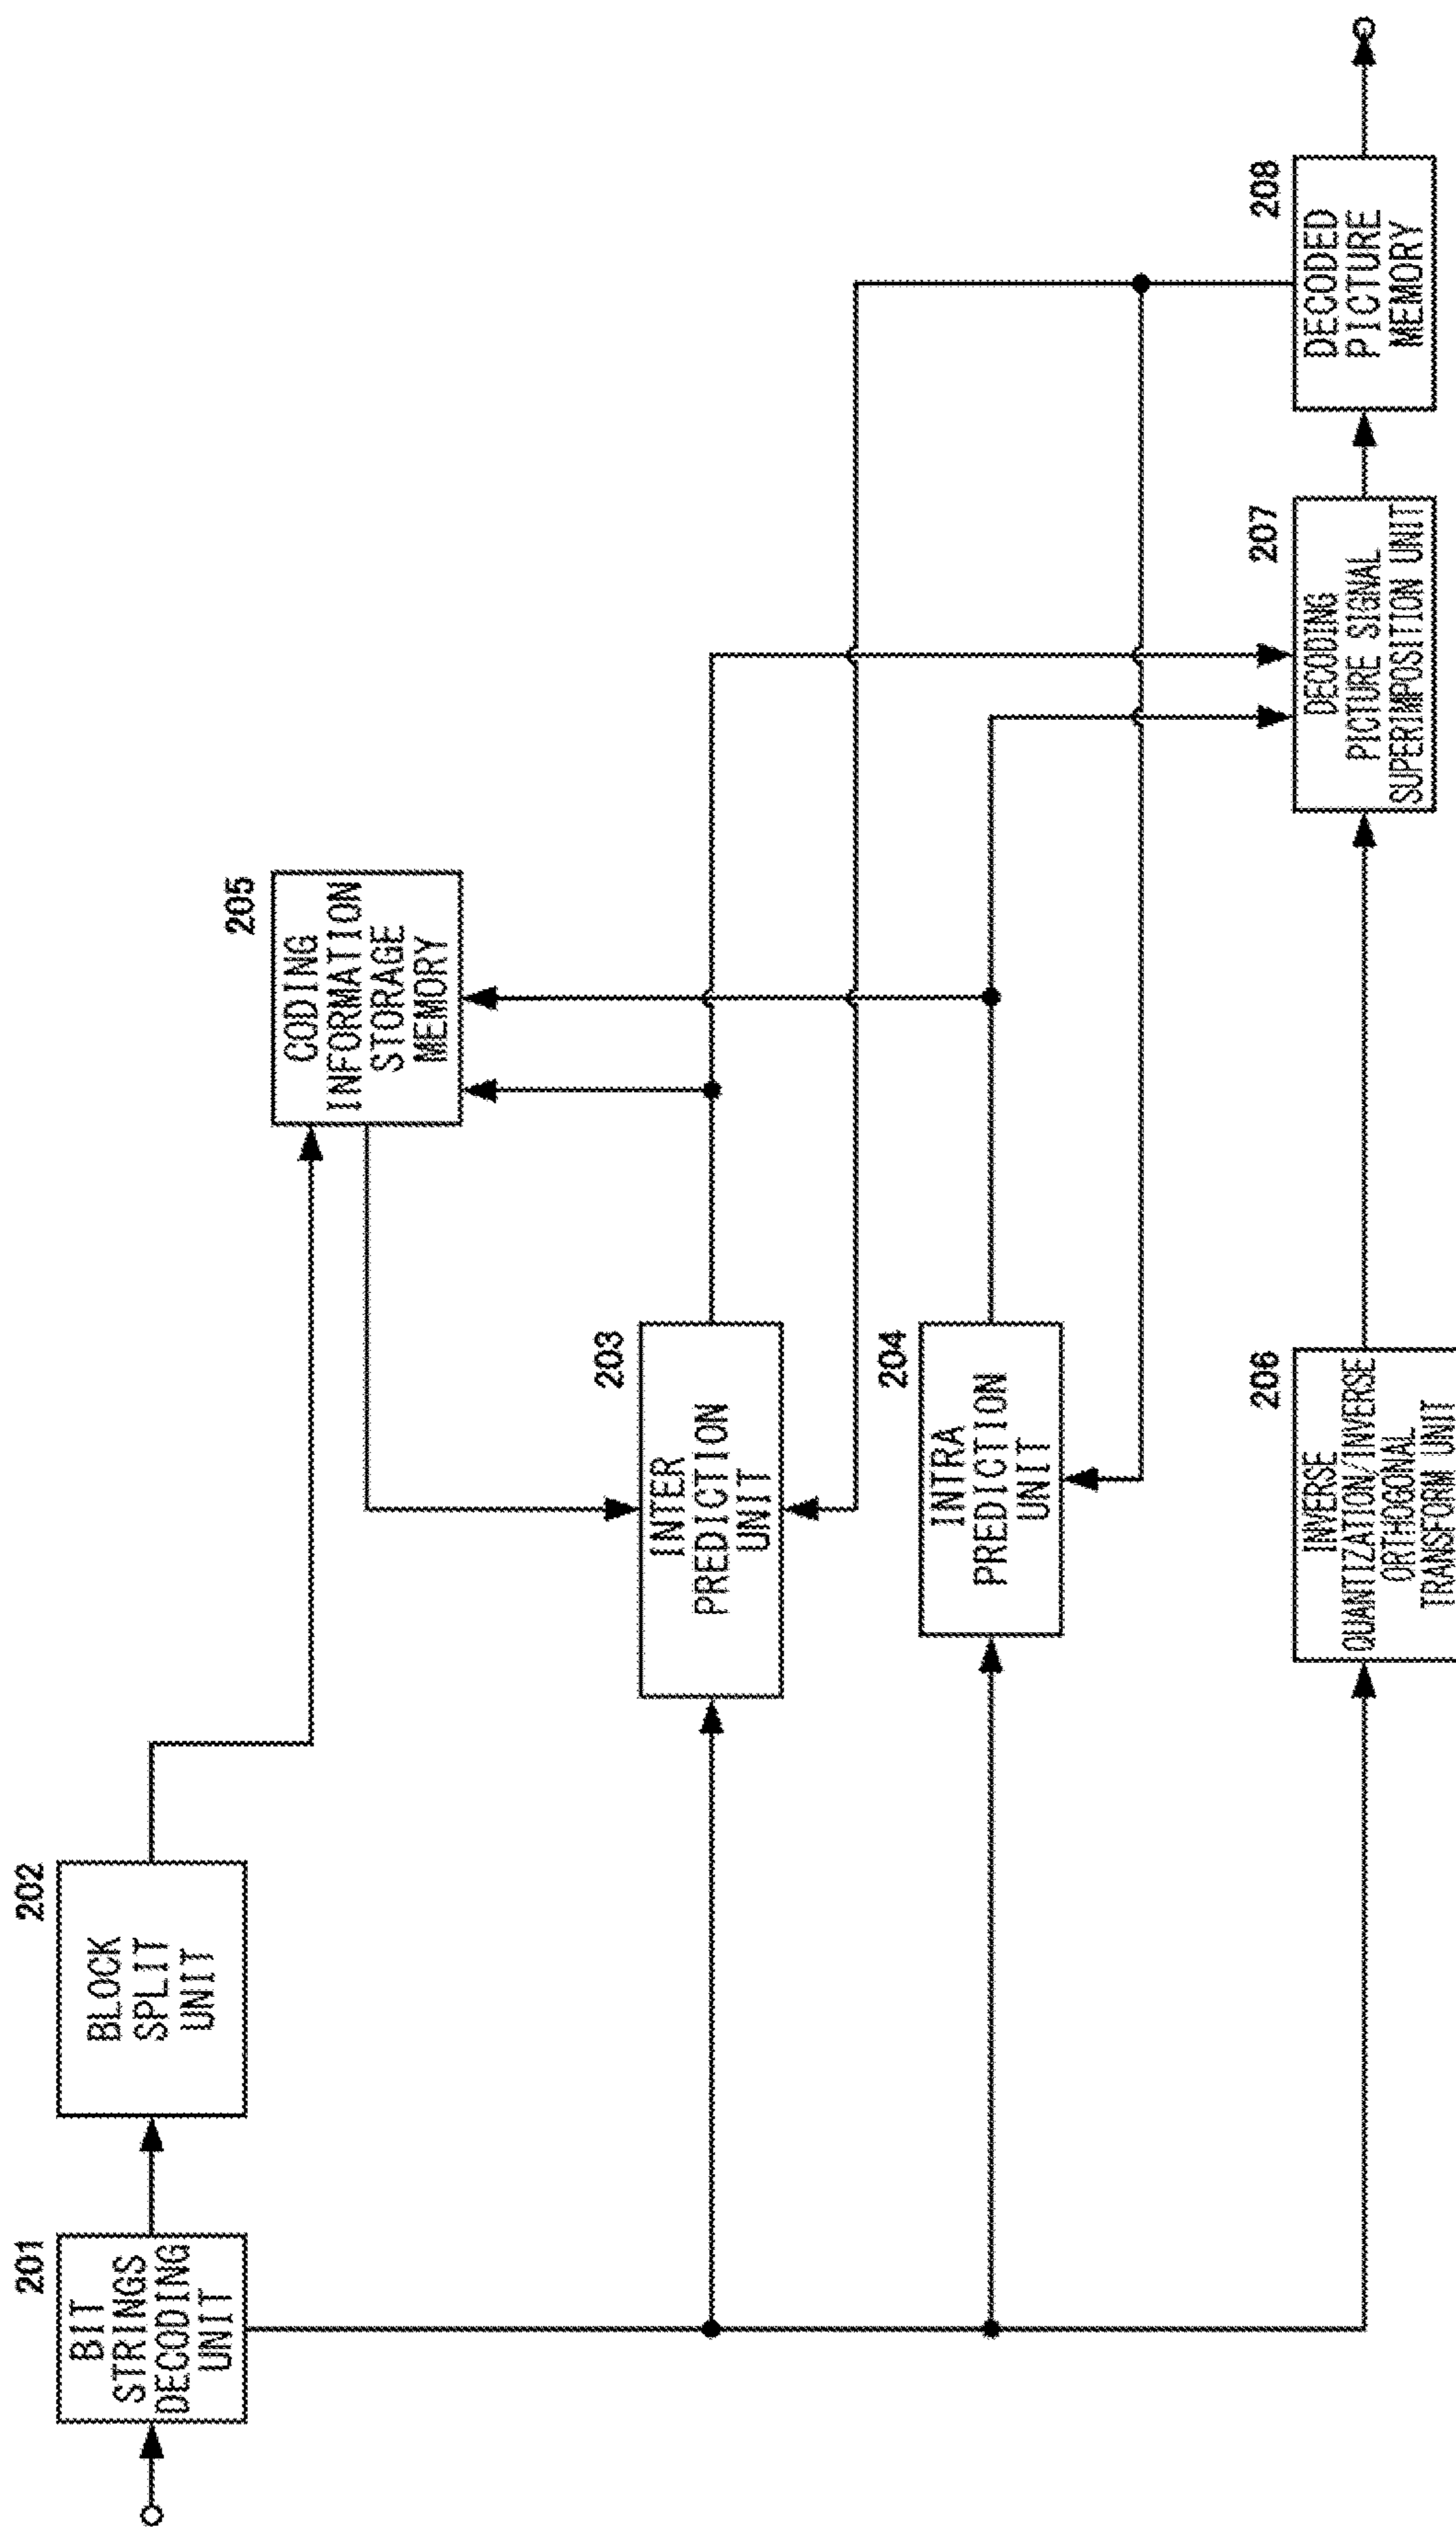 201
BIT
STRINGS
DECODING
UNIT
202
BLOCK
SPLIT
UNIT
205
CODING
INFORMATION
STORAGE
MEMORY
203
INTER
PREDICTION
UNIT
204
INTRA
PREDICTION
UNIT
206
INVERSE
QUANTIZATION/INVERSE
ORTHOGONAL
TRANSFORM UNIT
207
DECODING
PICTURE SIGNAL
SUPERIMPOSITION UNIT
208
DECODED
PICTURE
MEMORY